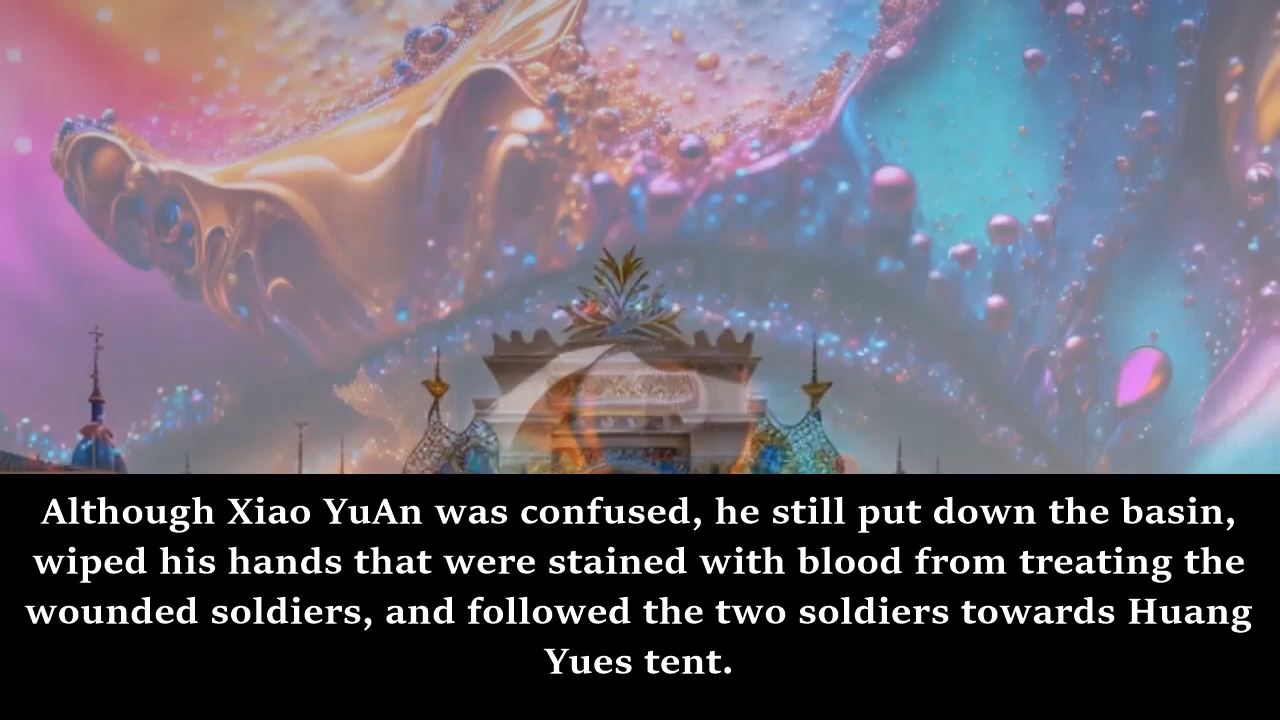 Although Xiao YuAn was confused, he still put down the basin,
wiped his hands that were stained with blood from treating the
wounded soldiers, and followed the two soldiers towards Huang
Yues tent.